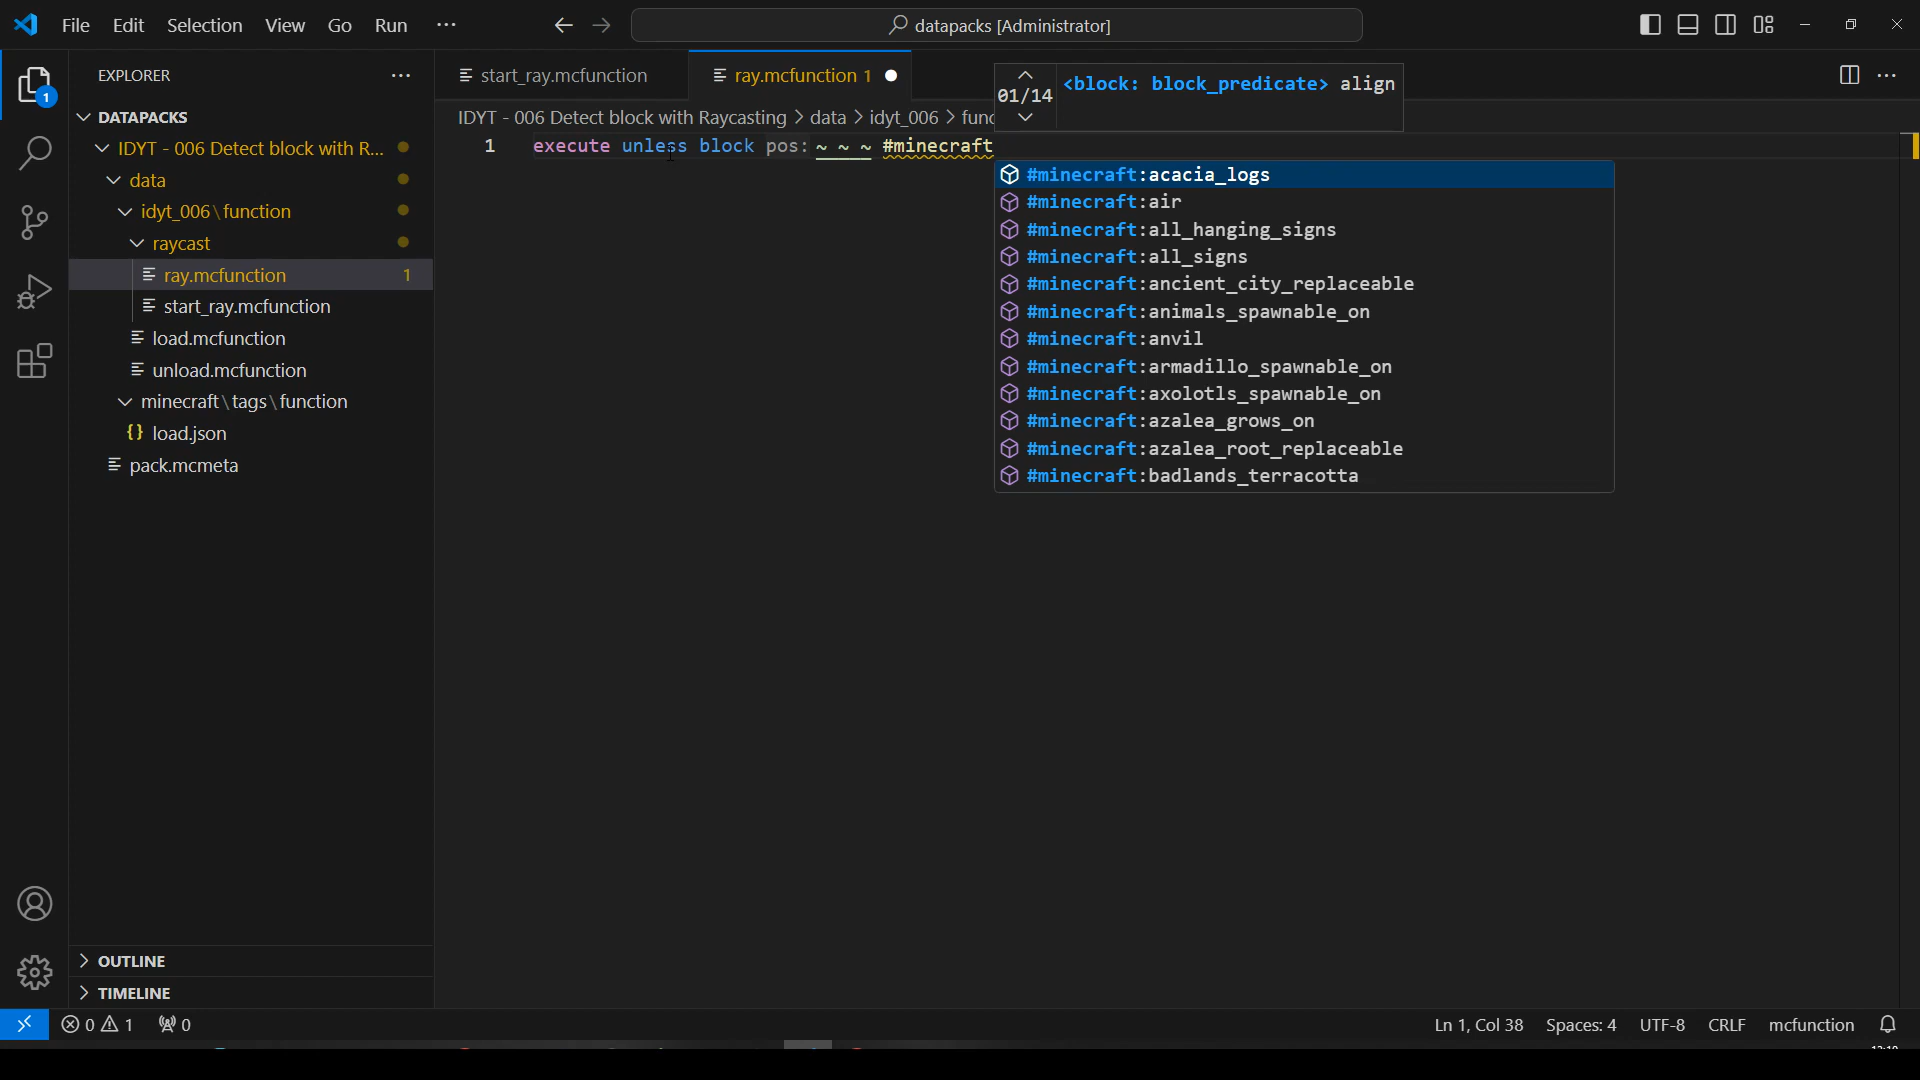 File Edit Selection View Go Run ···
datapacks [Administrator]
EXPLORER ···
DATAPACKS
IDYT - 006 Detect block with R...
data
idyt_006\function
raycast
ray.mcfunction 1
start_ray.mcfunction
load.mcfunction
unload.mcfunction
minecraft\tags\function
{} load.json
pack.mcmeta
OUTLINE
TIMELINE
1
start_ray.mcfunction
ray.mcfunction 1
IDYT - 006 Detect block with Raycasting > data > idyt_006 > func
01/14
<block: block_predicate> align
1 execute unless block pos: ~ ~ ~ #minecraft
#minecraft:acacia_logs
#minecraft:air
#minecraft:all_hanging_signs
#minecraft:all_signs
#minecraft:ancient_city_replaceable
#minecraft:animals_spawnable_on
#minecraft:anvil
#minecraft:armadillo_spawnable_on
#minecraft:axolotls_spawnable_on
#minecraft:azalea_grows_on
#minecraft:azalea_root_replaceable
#minecraft:badlands_terracotta
0 1 0
Ln 1, Col 38 Spaces: 4 UTF-8 CRLF mcfunction